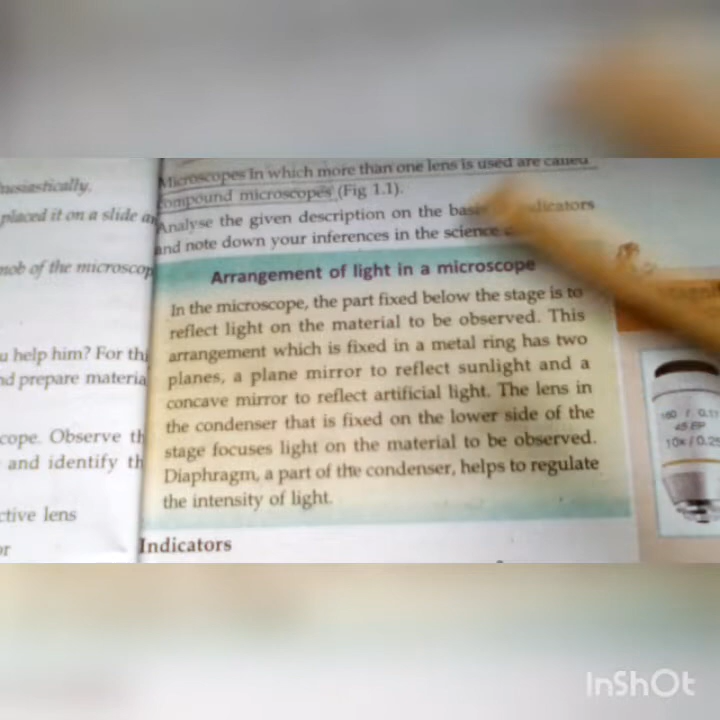 husiastically.
placed it on a slide
nob of the microscop
u help him? For th
nd prepare materia
cope. Observe th
and identify th
ctive lens
or
Microscopes in which more than one lens is used are called
compound microscopes (Fig 1.1).
Analyse the given description on the
and note down your inferences in the science
Arrangement of light in a microscope
In the microscope, the part fixed below the stage is to
reflect light on the material to be observed. This
arrangement which is fixed in a metal ring has two
planes, a plane mirror to reflect sunlight and a
concave mirror to reflect artificial light. The lens in
the condenser that is fixed on the lower side of the
stage focuses light on the material to be observed.
Diaphragm, a part of the condenser, helps to regulate
the intensity of light.
Indicators
10x / 0.25
InShOt